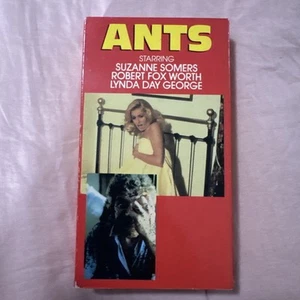 ANTS
STARRING
SUZANNE SOMERS
ROBERT FOX WORTH
LYNDA DAY GEORGE